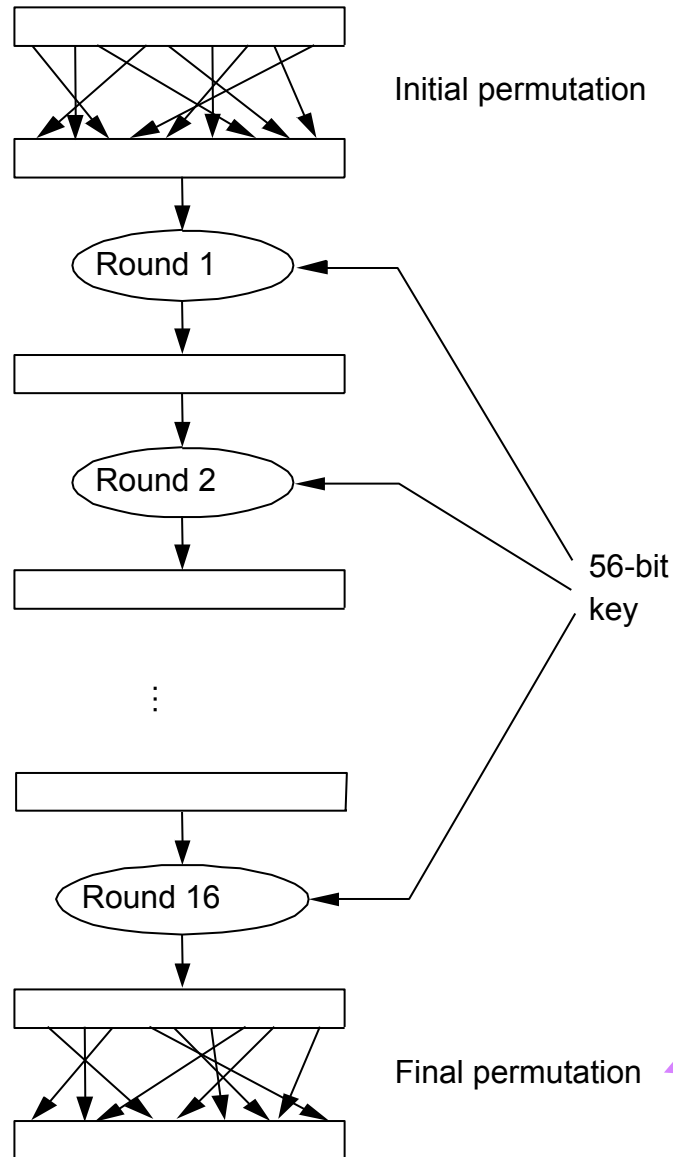 Initial permutation
Round 1
Round 2
56-bit
key
⋮
Round 16
Final permutation